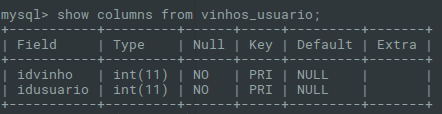 mysql> show columns from vinhos_usuario;
+-----------+---------+------+-----+---------+-------+
| Field | Type | Null | Key | Default | Extra |
+-----------+---------+------+-----+---------+-------+
| idvinho | int(11) | NO | PRI | NULL | |
| idusuario | int(11) | NO | PRI | NULL | |
+-----------+---------+------+-----+---------+-------+